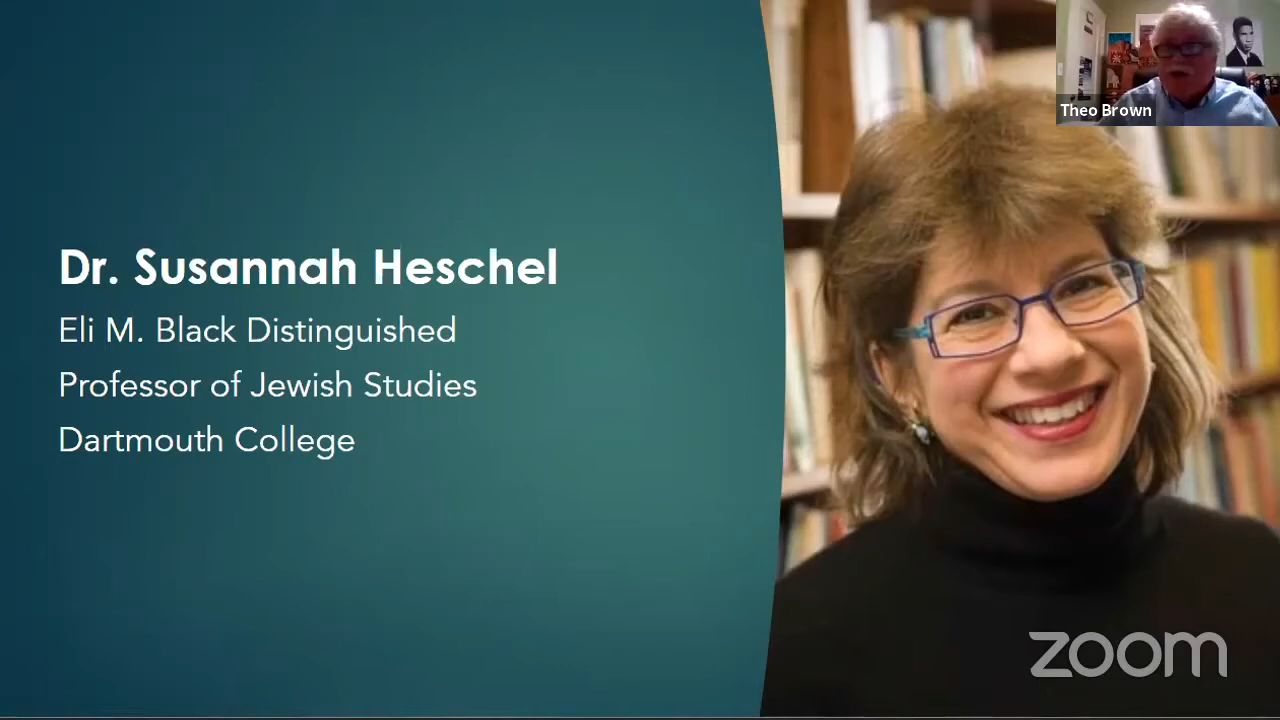 Theo Brown
Dr. Susannah Heschel
Eli M. Black Distinguished
Professor of Jewish Studies
Dartmouth College
zoom